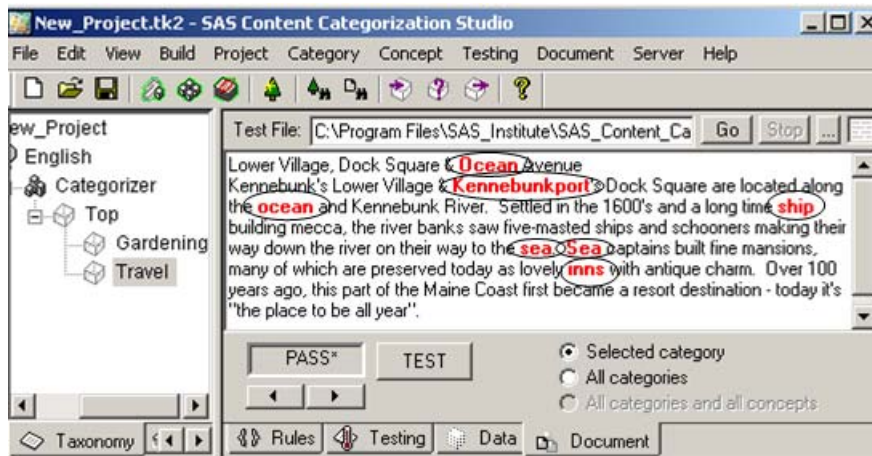 New_Project.tk2 - SAS Content Categorization Studio
File Edit View Build Project Category Concept Testing Document Server Help
ew_Project
English
Categorizer
Top
Gardening
Travel
Taxonomy
Test File: C:\Program Files\SAS_Institute\SAS_Content_Ca Go Stop ...
Lower Village, Dock Square & Ocean Avenue
Kennebunk's Lower Village & Kennebunkport's Dock Square are located along
the ocean and Kennebunk River. Settled in the 1600's and a long time ship
building mecca, the river banks saw five-masted ships and schooners making their
way down the river on their way to the sea. Sea captains built fine mansions,
many of which are preserved today as lovely inns with antique charm. Over 100
years ago, this part of the Maine Coast first became a resort destination - today it's
"the place to be all year".
PASS* TEST
Selected category
All categories
All categories and all concepts
Rules Testing Data Document